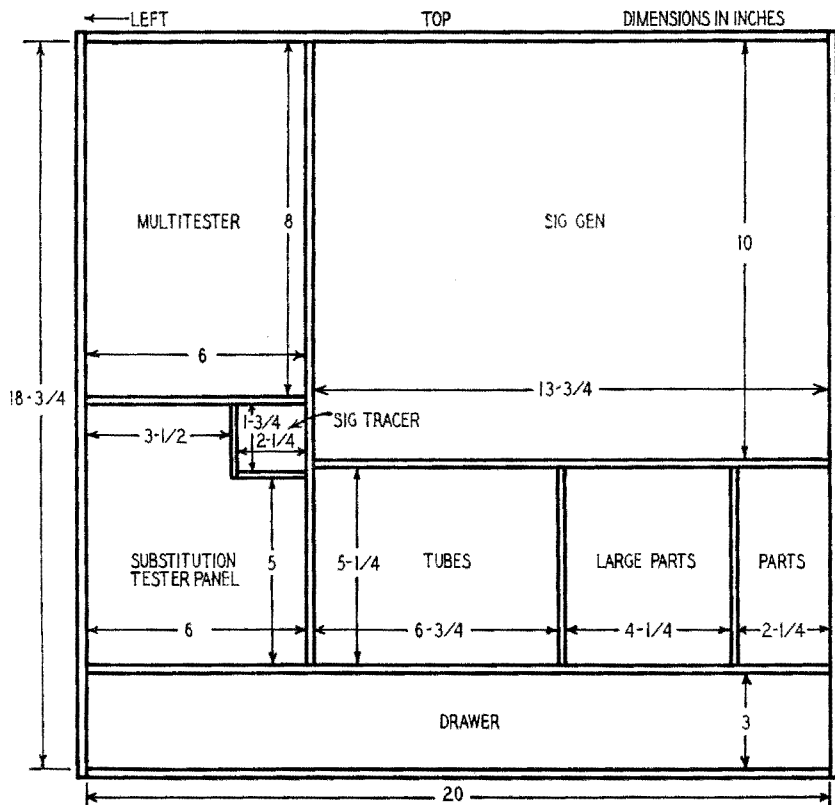 LEFT
TOP
DIMENSIONS IN INCHES
MULTITESTER
8
SIG GEN
10
6
18-3/4
13-3/4
3-1/2
1-3/4
2-1/4
SIG TRACER
SUBSTITUTION
TESTER PANEL
5
5-1/4
TUBES
LARGE PARTS
PARTS
6
6-3/4
4-1/4
2-1/4
DRAWER
3
20